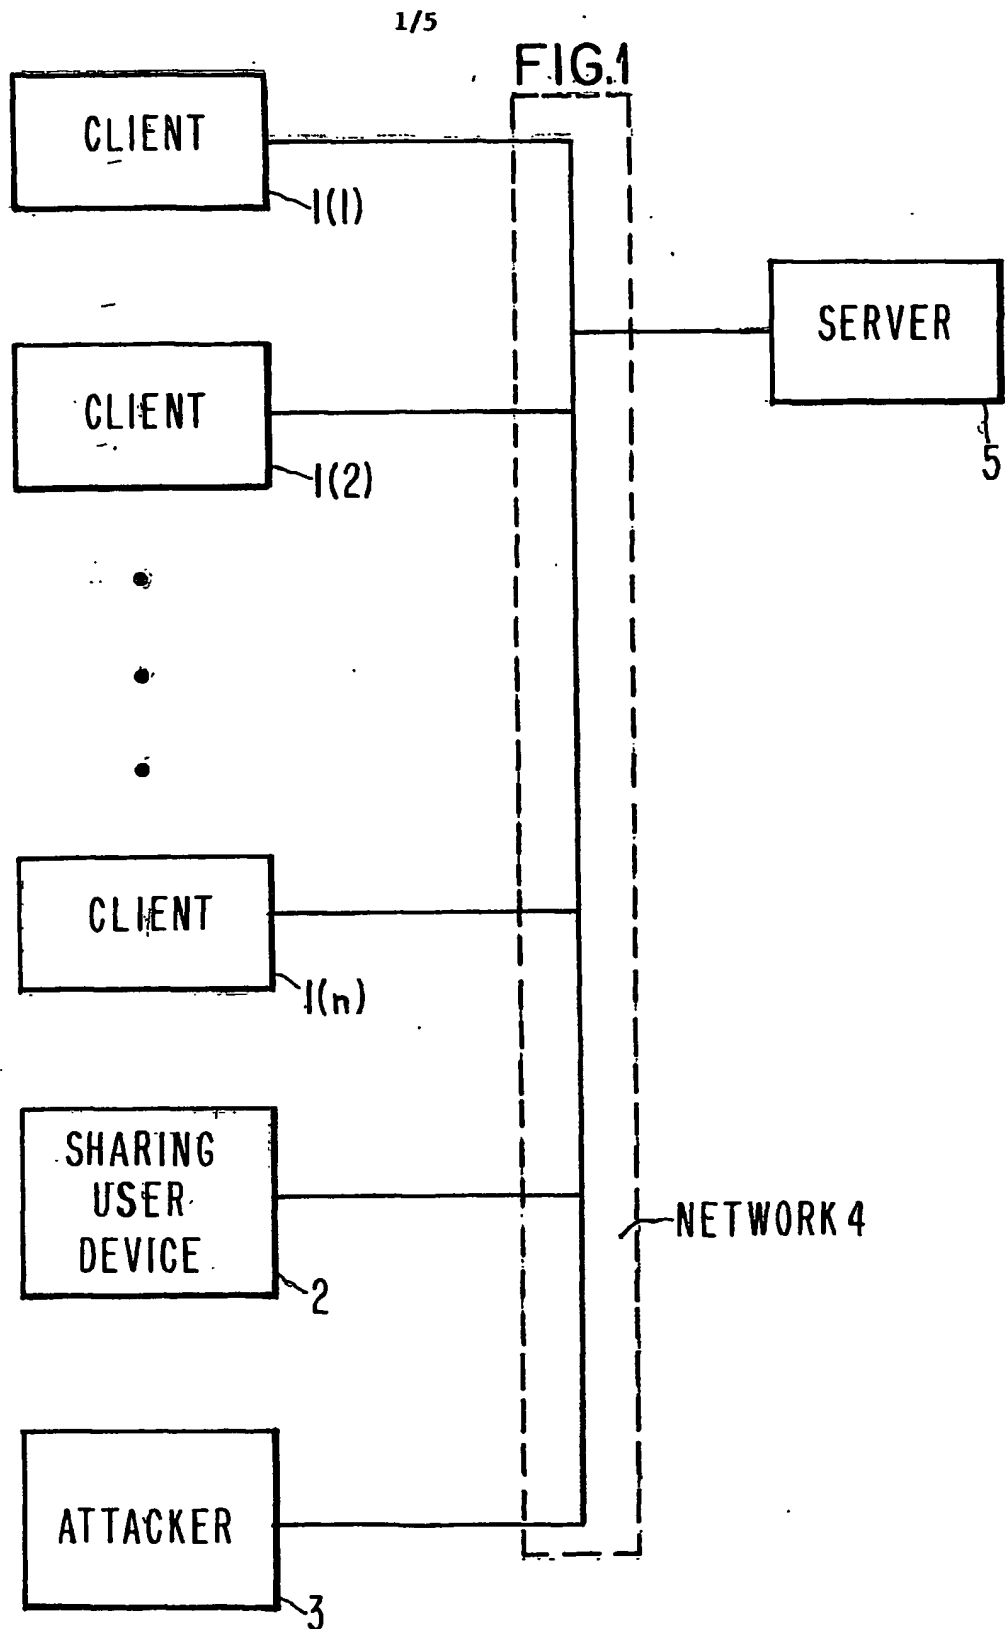 1/5
FIG.1
CLIENT
1(1)
SERVER
5
CLIENT
1(2)
CLIENT
1(n)
SHARING
USER
DEVICE
2
NETWORK 4
ATTACKER
3